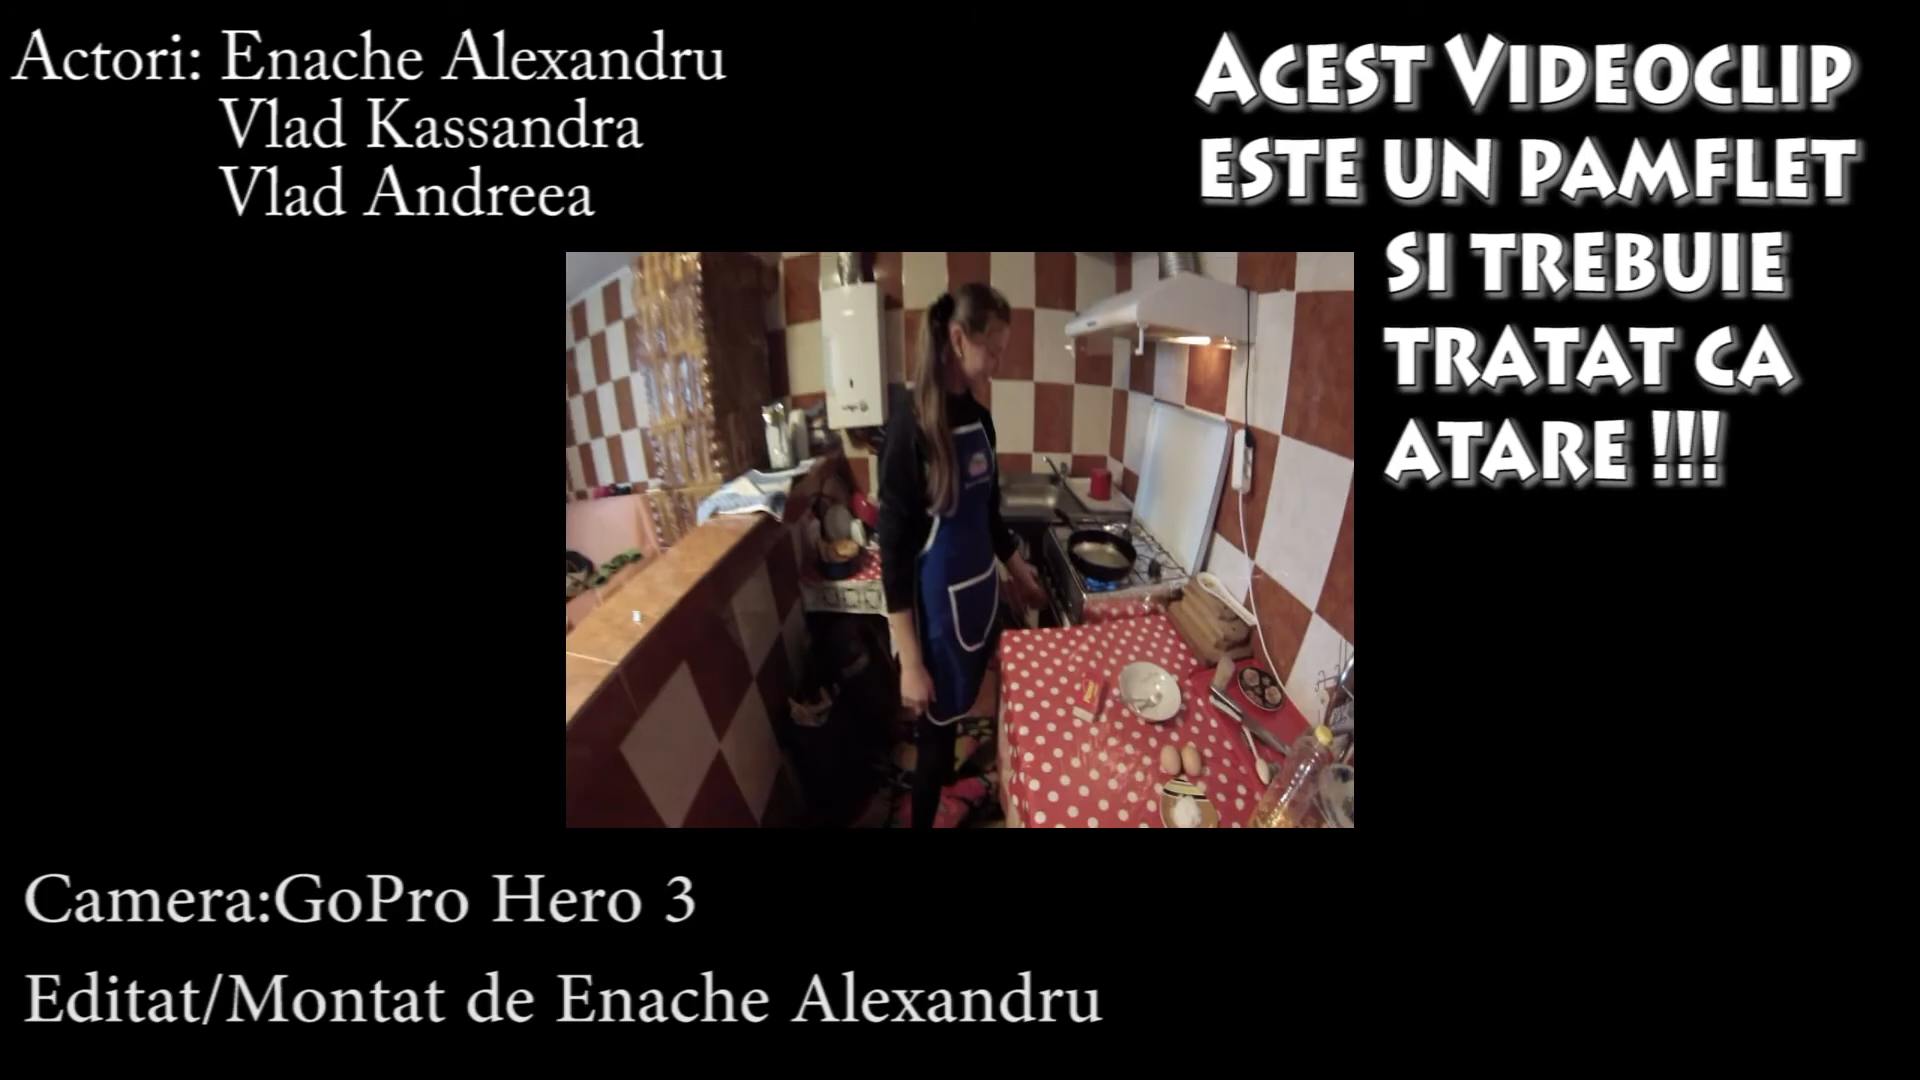 Actori: Enache Alexandru
Vlad Kassandra
Vlad Andreea
Acest Videoclip
este un pamflet
si trebuie
tratat ca
atare !!!
Camera:GoPro Hero 3
Editat/Montat de Enache Alexandru